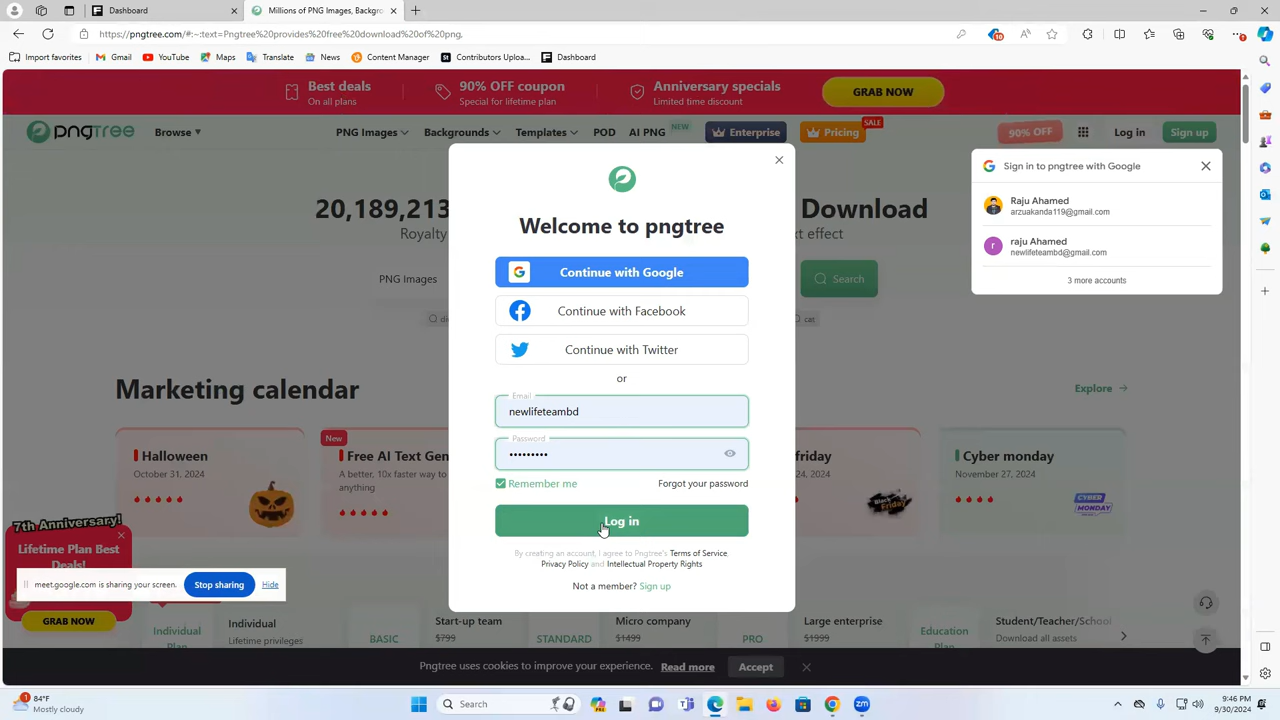 Dashboard
Millions of PNG Images, Backgro
https://pngtree.com/#:~:text=Pngtree%20provides%20free%20download%20of%20png,
10
Import favorites
Gmail
YouTube
Maps
Translate
News
Content Manager
Contributors Uploa...
Dashboard
Best deals
On all plans
90% OFF coupon
Special for lifetime plan
Anniversary specials
Limited time discount
GRAB NOW
pngtree
Browse
PNG Images
Backgrounds
Templates
POD
AI PNG
NEW
Enterprise
Pricing
SALE
90% OFF
Log in
Sign up
Sign in to pngtree with Google
Raju Ahamed
arzuakanda119@gmail.com
raju Ahamed
newlifeteambd@gmail.com
3 more accounts
20,189,213
Download
Royalty
xt effect
PNG Images
Search
cat
Welcome to pngtree
Continue with Google
Continue with Facebook
Continue with Twitter
or
Email
newlifeteambd
Password
•••••••••
Remember me
Forgot your password
Log in
By creating an account, I agree to Pngtree's Terms of Service,
Privacy Policy and Intellectual Property Rights
Not a member? Sign up
Marketing calendar
Explore
Halloween
October 31, 2024
New
Free AI Text Gen
A better, 10x faster way to
anything
friday
24, 2024
BLACK
Cyber monday
November 27, 2024
CYBER
MONDAY
7th Anniversary!
Lifetime Plan Best
Deals!
GRAB NOW
meet.google.com is sharing your screen.
Stop sharing
Hide
Individual
Plan
Individual
Lifetime privileges
BASIC
Start-up team
$799
STANDARD
Micro company
$1499
PRO
Large enterprise
$1999
Education
Plan
Student/Teacher/School
Download all assets
Pngtree uses cookies to improve your experience.
Read more
Accept
1
84°F
Mostly cloudy
Search
zm
9:46 PM
9/30/2024